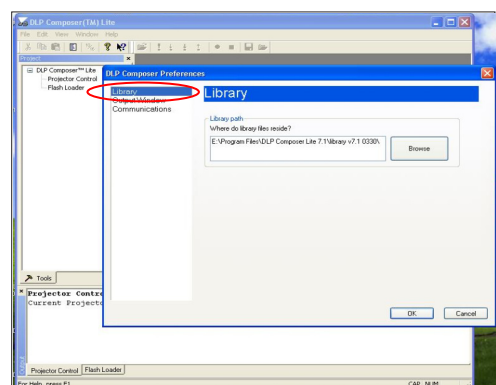 DLP Composer(TM) Lite
File Edit View Window Help
Project
DLP Composer™ Lite
Projector Control
Flash Loader
DLP Composer Preferences
Library
Output Window
Communications
Library
Library path
Where do library files reside?
E:\Program Files\DLP Composer Lite 7.1\library v7.1 0330\
Browse
Tools
Projector Contro
Current Projecto
OK Cancel
Projector Control Flash Loader
For Help, press F1 CAP NUM